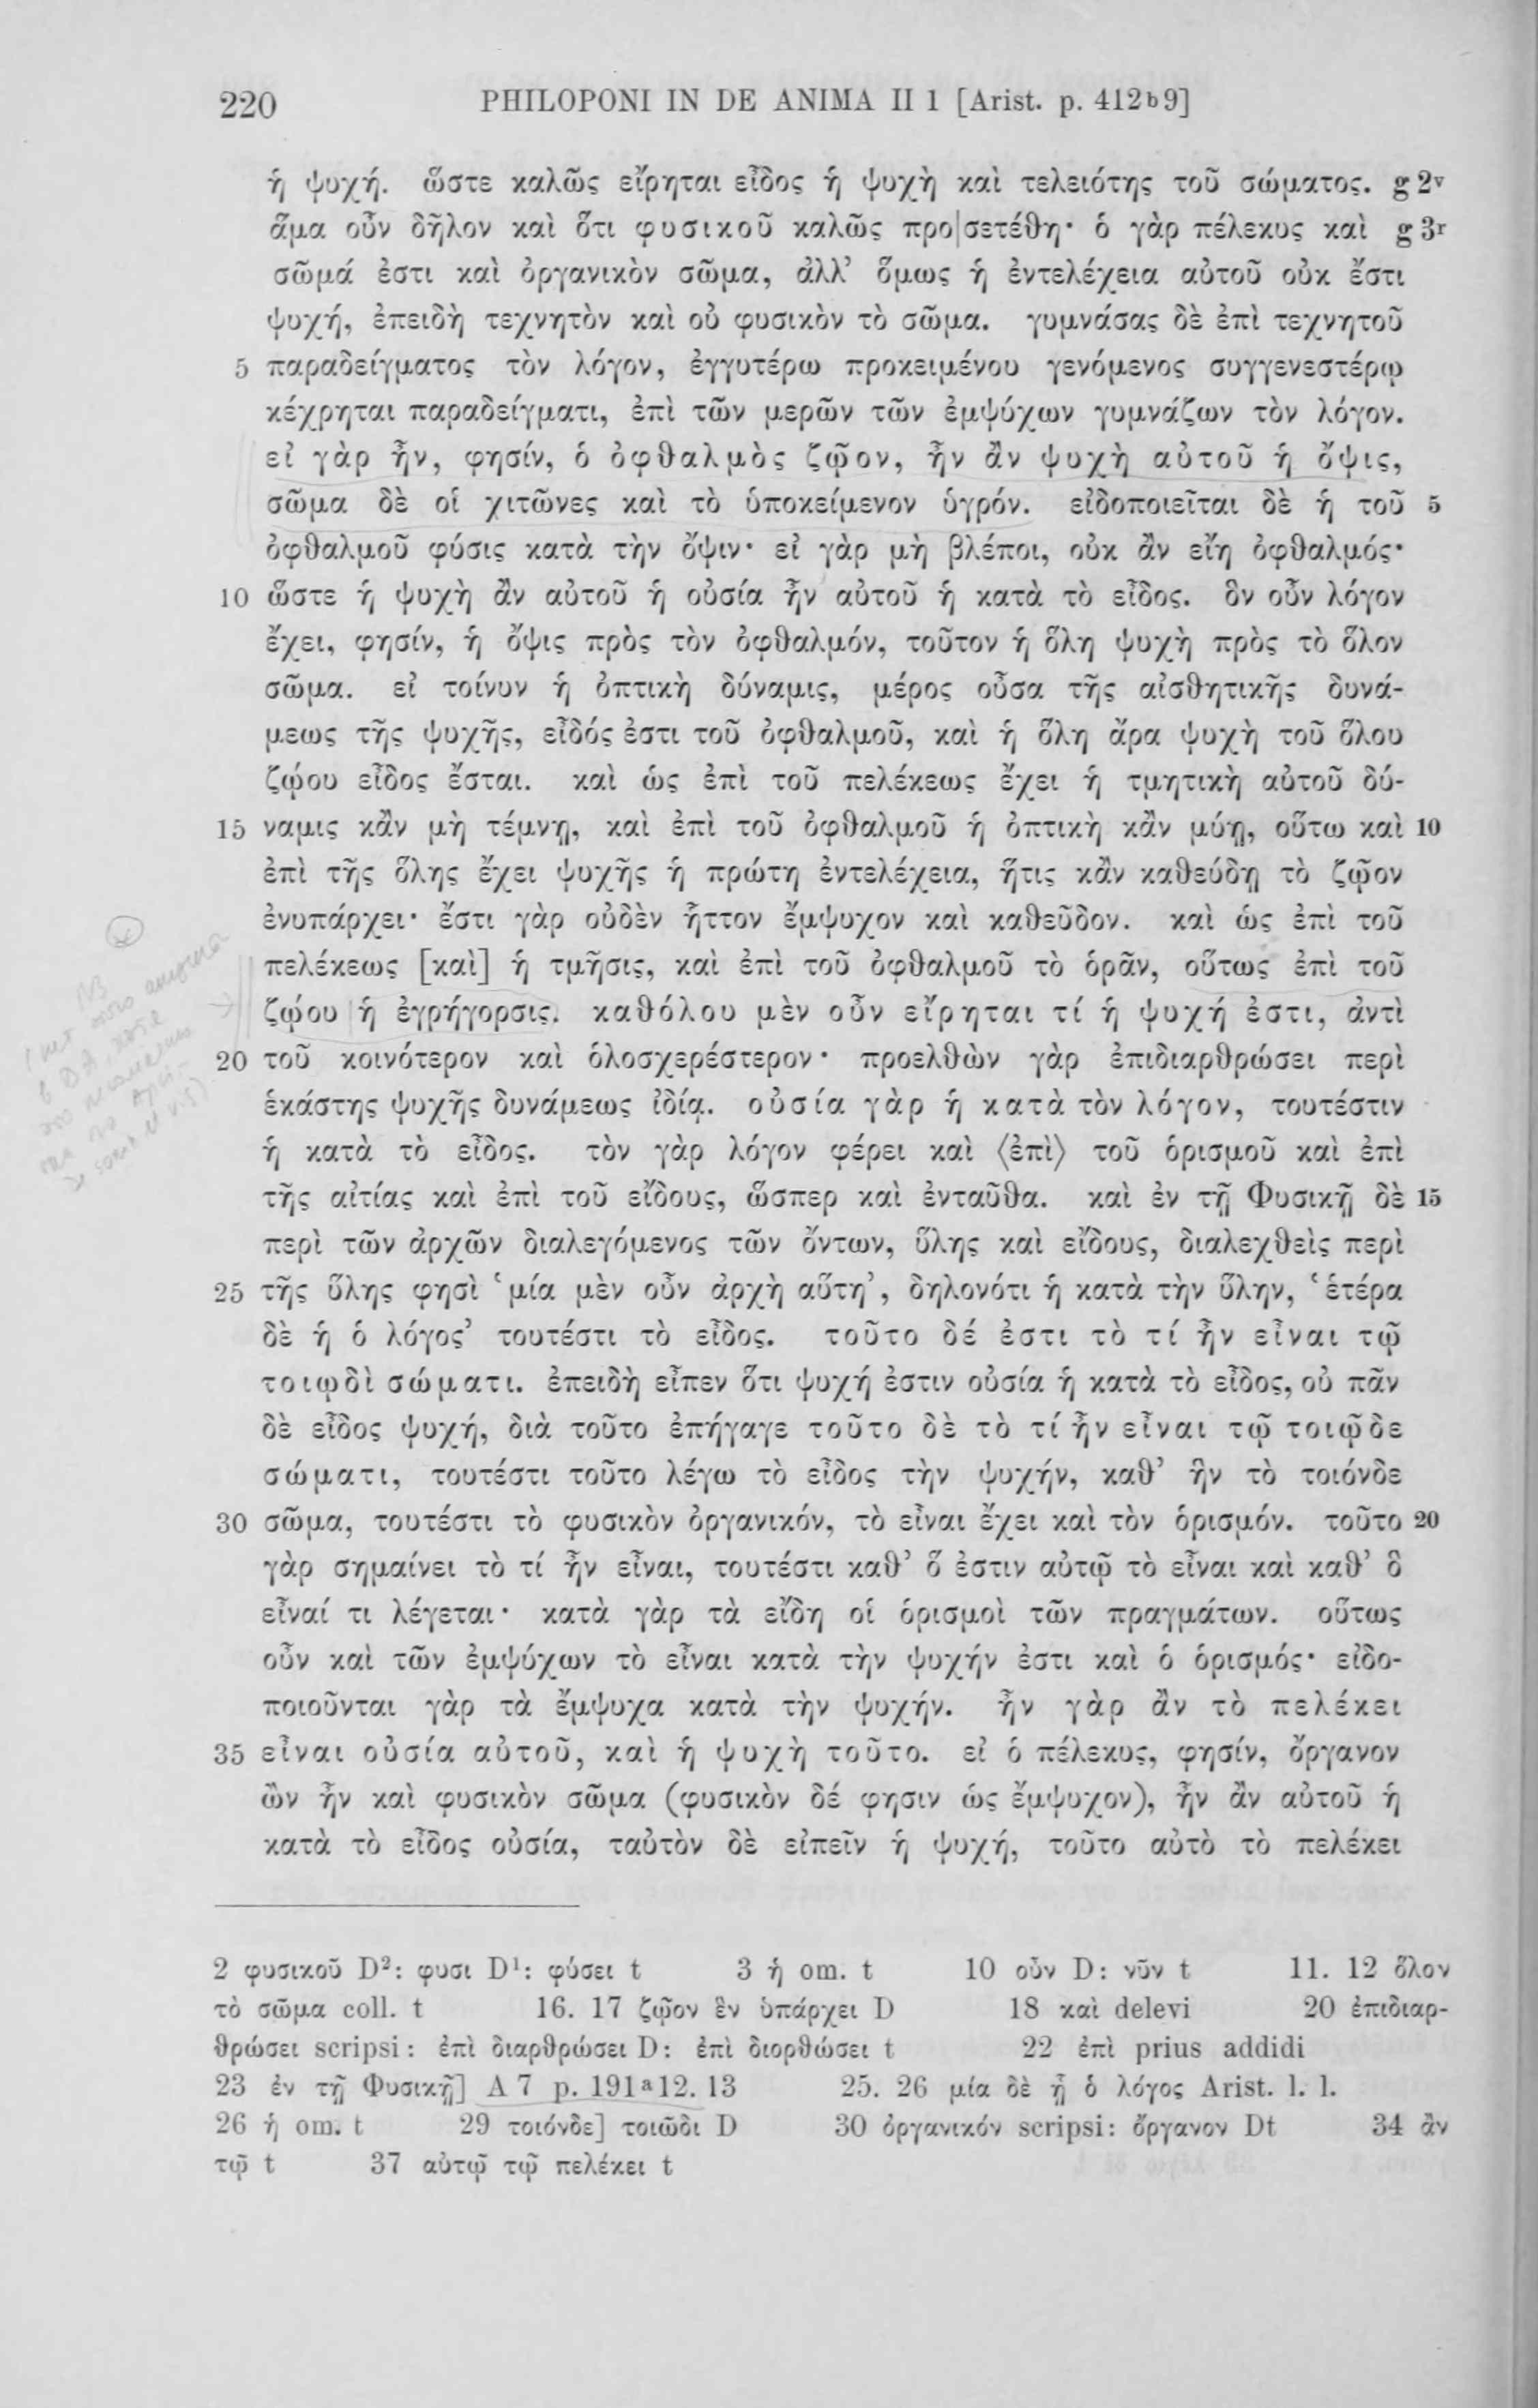 220 PHILOPONI IN DE ANIMA II 1 [Arist. p. 412b9]
ἡ ψυχή. ὥστε καλῶς εἴρηται εἶδος ἡ ψυχὴ καὶ τελειότης τοῦ σώματος. g 2v
ἅμα οὖν δῆλον καὶ ὅτι φυσικοῦ καλῶς προ|σετέθη· ὁ γὰρ πέλεκυς καὶ g 3r
σῶμά ἐστι καὶ ὀργανικὸν σῶμα, ἀλλ’ ὅμως ἡ ἐντελέχεια αὐτοῦ οὐκ ἔστι
ψυχή, ἐπειδὴ τεχνητὸν καὶ οὐ φυσικὸν τὸ σῶμα. γυμνάσας δὲ ἐπὶ τεχνητοῦ
5 παραδείγματος τὸν λόγον, ἐγγυτέρω προκειμένου γενόμενος συγγενεστέρῳ
κέχρηται παραδείγματι, ἐπὶ τῶν μερῶν τῶν ἐμψύχων γυμνάζων τὸν λόγον.
εἰ γὰρ ἦν, φησίν, ὁ ὀφθαλμὸς ζῷον, ἦν ἂν ψυχὴ αὐτοῦ ἡ ὄψις,
σῶμα δὲ οἱ χιτῶνες καὶ τὸ ὑποκείμενον ὑγρόν. εἰδοποιεῖται δὲ ἡ τοῦ 5
ὀφθαλμοῦ φύσις κατὰ τὴν ὄψιν· εἰ γὰρ μὴ βλέποι, οὐκ ἂν εἴη ὀφθαλμός·
10 ὥστε ἡ ψυχὴ ἂν αὐτοῦ ἡ οὐσία ἦν αὐτοῦ ἡ κατὰ τὸ εἶδος. ὃν οὖν λόγον
ἔχει, φησίν, ἡ ὄψις πρὸς τὸν ὀφθαλμόν, τοῦτον ἡ ὅλη ψυχὴ πρὸς τὸ ὅλον
σῶμα. εἰ τοίνυν ἡ ὀπτικὴ δύναμις, μέρος οὖσα τῆς αἰσθητικῆς δυνά-
μεως τῆς ψυχῆς, εἶδός ἐστι τοῦ ὀφθαλμοῦ, καὶ ἡ ὅλη ἄρα ψυχὴ τοῦ ὅλου
ζῴου εἶδος ἔσται. καὶ ὡς ἐπὶ τοῦ πελέκεως ἔχει ἡ τμητικὴ αὐτοῦ δύ-
15 ναμις κἂν μὴ τέμνῃ, καὶ ἐπὶ τοῦ ὀφθαλμοῦ ἡ ὀπτικὴ κἂν μύῃ, οὕτω καὶ 10
ἐπὶ τῆς ὅλης ἔχει ψυχῆς ἡ πρώτη ἐντελέχεια, ἥτις κἂν καθεύδῃ τὸ ζῷον
ἐνυπάρχει· ἔστι γὰρ οὐδὲν ἧττον ἔμψυχον καὶ καθεῦδον. καὶ ὡς ἐπὶ τοῦ
πελέκεως [καὶ] ἡ τμῆσις, καὶ ἐπὶ τοῦ ὀφθαλμοῦ τὸ ὁρᾶν, οὕτως ἐπὶ τοῦ
ζῴου ἡ ἐγρήγορσις. καθόλου μὲν οὖν εἴρηται τί ἡ ψυχή ἐστι, ἀντὶ
20 τοῦ κοινότερον καὶ ὁλοσχερέστερον· προελθὼν γὰρ ἐπιδιαρθρώσει περὶ
ἑκάστης ψυχῆς δυνάμεως ἰδίᾳ. οὐσία γὰρ ἡ κατὰ τὸν λόγον, τουτέστιν
ἡ κατὰ τὸ εἶδος. τὸν γὰρ λόγον φέρει καὶ ⟨ἐπὶ⟩ τοῦ ὁρισμοῦ καὶ ἐπὶ
τῆς αἰτίας καὶ ἐπὶ τοῦ εἴδους, ὥσπερ καὶ ἐνταῦθα. καὶ ἐν τῇ Φυσικῇ δὲ 15
περὶ τῶν ἀρχῶν διαλεγόμενος τῶν ὄντων, ὕλης καὶ εἴδους, διαλεχθεὶς περὶ
25 τῆς ὕλης φησὶ ‘μία μὲν οὖν ἀρχὴ αὕτη’, δηλονότι ἡ κατὰ τὴν ὕλην, ‘ἑτέρα
δὲ ἡ ὁ λόγος’ τουτέστι τὸ εἶδος. τοῦτο δέ ἐστι τὸ τί ἦν εἶναι τῷ
τοιῳδὶ σώματι. ἐπειδὴ εἶπεν ὅτι ψυχή ἐστιν οὐσία ἡ κατὰ τὸ εἶδος, οὐ πᾶν
δὲ εἶδος ψυχή, διὰ τοῦτο ἐπήγαγε τοῦτο δὲ τὸ τί ἦν εἶναι τῷ τοιῷδε
σώματι, τουτέστι τοῦτο λέγω τὸ εἶδος τὴν ψυχήν, καθ’ ἣν τὸ τοιόνδε
30 σῶμα, τουτέστι τὸ φυσικὸν ὀργανικόν, τὸ εἶναι ἔχει καὶ τὸν ὁρισμόν. τοῦτο 20
γὰρ σημαίνει τὸ τί ἦν εἶναι, τουτέστι καθ’ ὅ ἐστιν αὐτῷ τὸ εἶναι καὶ καθ’ ὃ
εἶναί τι λέγεται· κατὰ γὰρ τὰ εἴδη οἱ ὁρισμοὶ τῶν πραγμάτων. οὕτως
οὖν καὶ τῶν ἐμψύχων τὸ εἶναι κατὰ τὴν ψυχήν ἐστι καὶ ὁ ὁρισμός· εἰδο-
ποιοῦνται γὰρ τὰ ἔμψυχα κατὰ τὴν ψυχήν. ἦν γὰρ ἂν τὸ πελέκει
35 εἶναι οὐσία αὐτοῦ, καὶ ἡ ψυχὴ τοῦτο. εἰ ὁ πέλεκυς, φησίν, ὄργανον
ὢν ἦν καὶ φυσικὸν σῶμα (φυσικὸν δέ φησιν ὡς ἔμψυχον), ἦν ἂν αὐτοῦ ἡ
κατὰ τὸ εἶδος οὐσία, ταὐτὸν δὲ εἰπεῖν ἡ ψυχή, τοῦτο αὐτὸ τὸ πελέκει
2 φυσικοῦ D²: φυσι D¹: φύσει t 3 ἡ om. t 10 οὖν D: νῦν t 11. 12 ὅλον
τὸ σῶμα coll. t 16. 17 ζῷον ἓν ὑπάρχει D 18 καὶ delevi 20 ἐπιδιαρ-
θρώσει scripsi: ἐπὶ διαρθρώσει D: ἐπὶ διορθώσει t 22 ἐπὶ prius addidi
23 ἐν τῇ Φυσικῇ] A 7 p. 191a12. 13 25. 26 μία δὲ ᾗ ὁ λόγος Arist. l. l.
26 ἡ om. t 29 τοιόνδε] τοιῶδι D 30 ὀργανικόν scripsi: ὄργανον Dt 34 ἂν
τῷ t 37 αὐτῷ τῷ πελέκει t